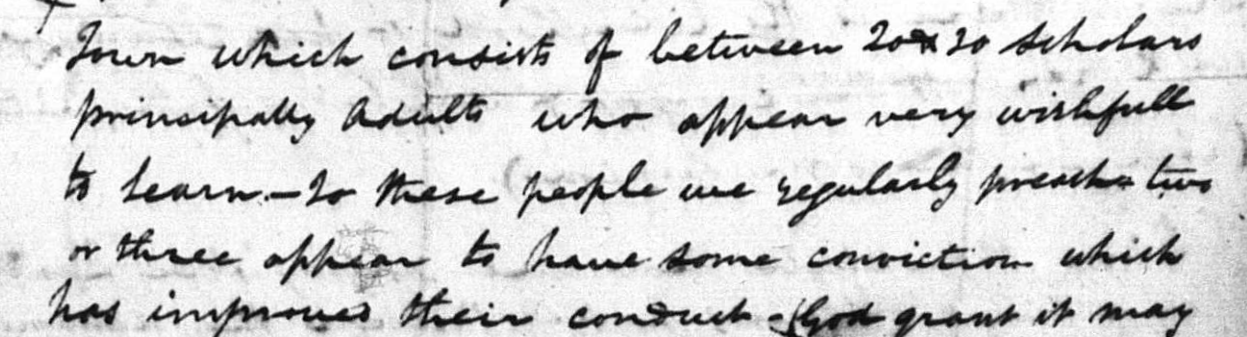 Town which consists of between 20 & 30 scholars
principally Adults who appear very wishfull
to learn – To these people we regularly preach – two
or three appear to have some conviction which
has improved their conduct – God grant it may